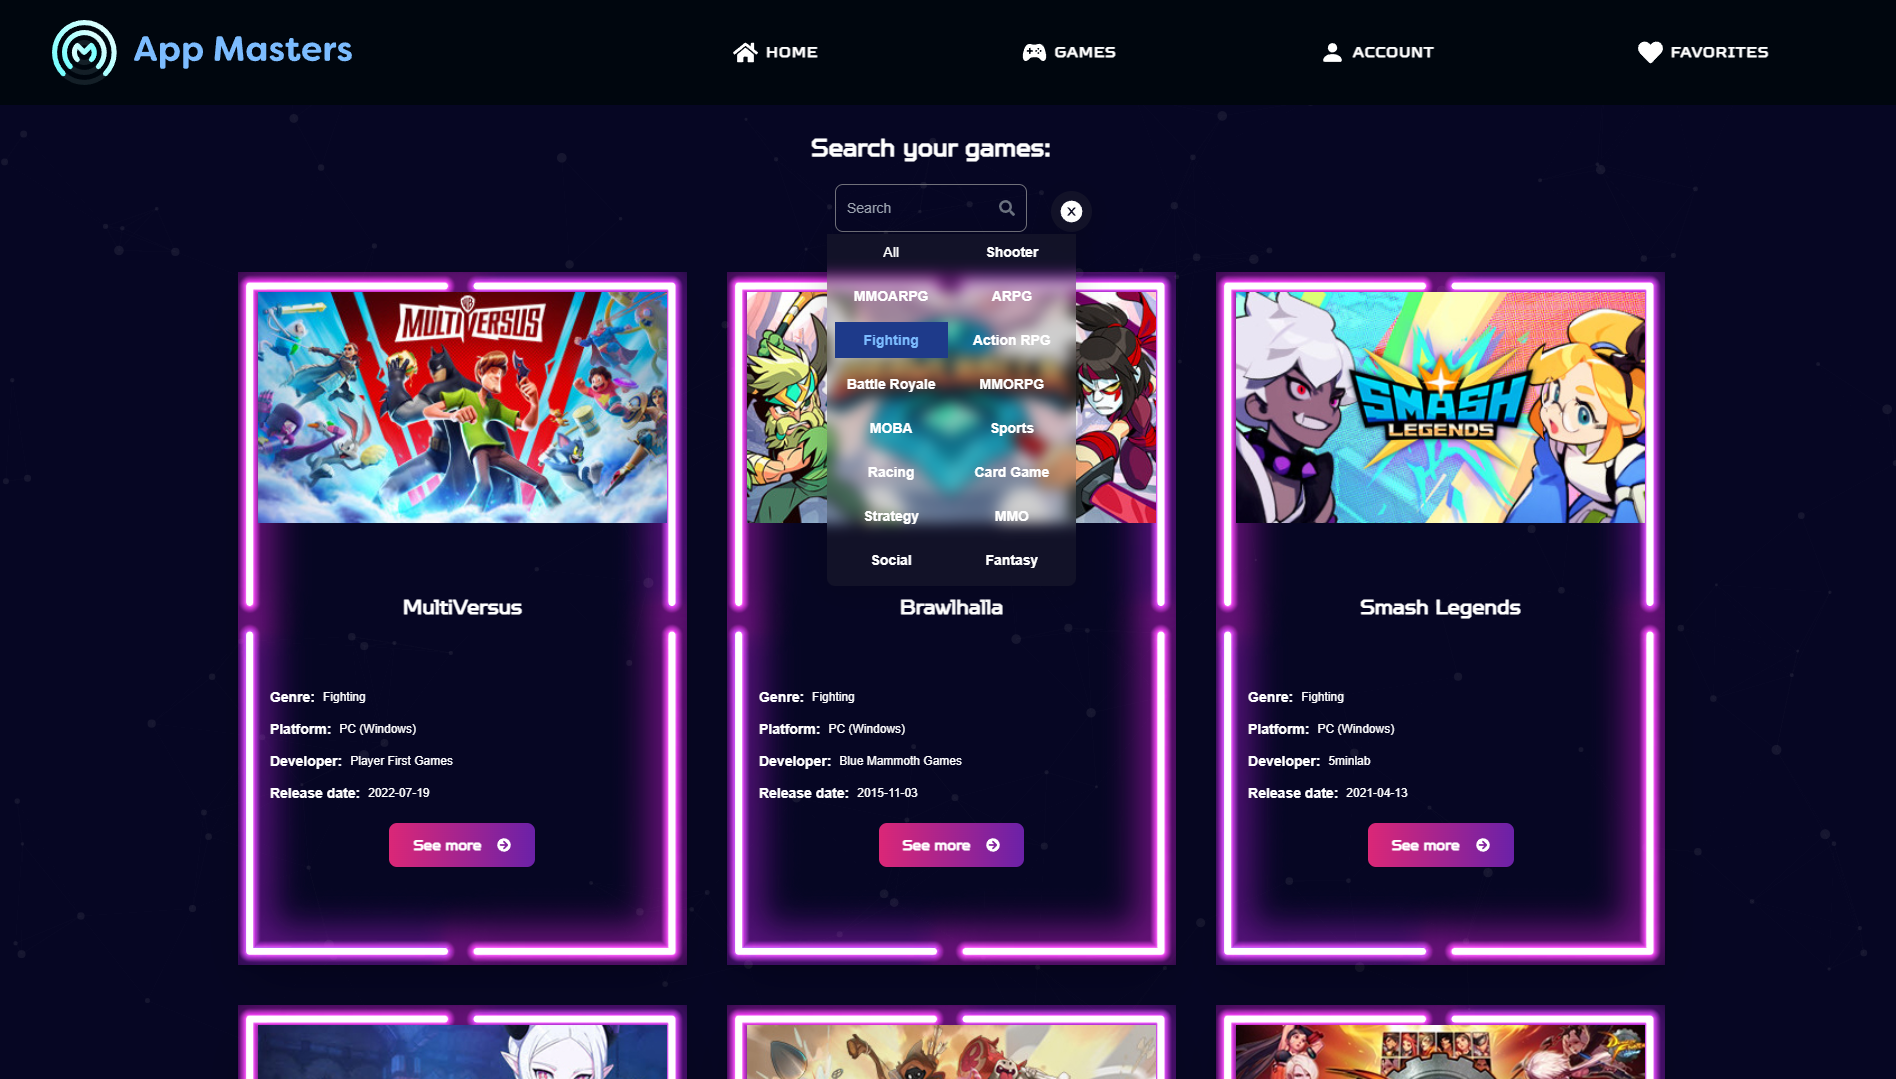 App Masters
HOME
GAMES
ACCOUNT
FAVORITES
Search your games:
Search
All
Shooter
MMOARPG
ARPG
Fighting
Action RPG
Battle Royale
MMORPG
MOBA
Sports
Racing
Card Game
Strategy
MMO
Social
Fantasy
MULTIVERSUS
SMASH
LEGENDS
MultiVersus
Genre: Fighting
Platform: PC (Windows)
Developer: Player First Games
Release date: 2022-07-19
See more
Brawlhalla
Genre: Fighting
Platform: PC (Windows)
Developer: Blue Mammoth Games
Release date: 2015-11-03
See more
Smash Legends
Genre: Fighting
Platform: PC (Windows)
Developer: 5minlab
Release date: 2021-04-13
See more